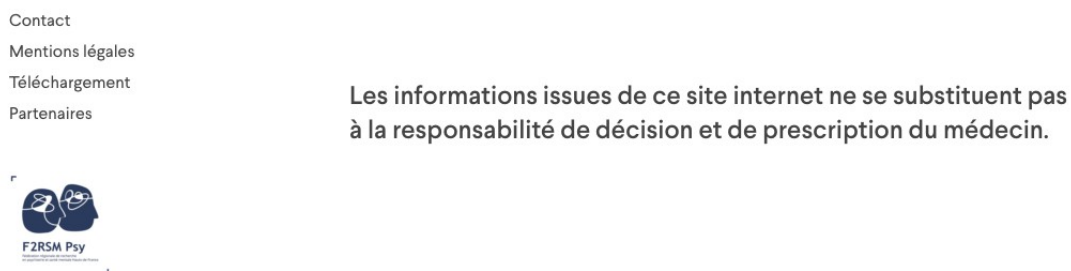 Contact
Mentions légales
Téléchargement
Partenaires
Les informations issues de ce site internet ne se substituent pas
à la responsabilité de décision et de prescription du médecin.
F2RSM Psy